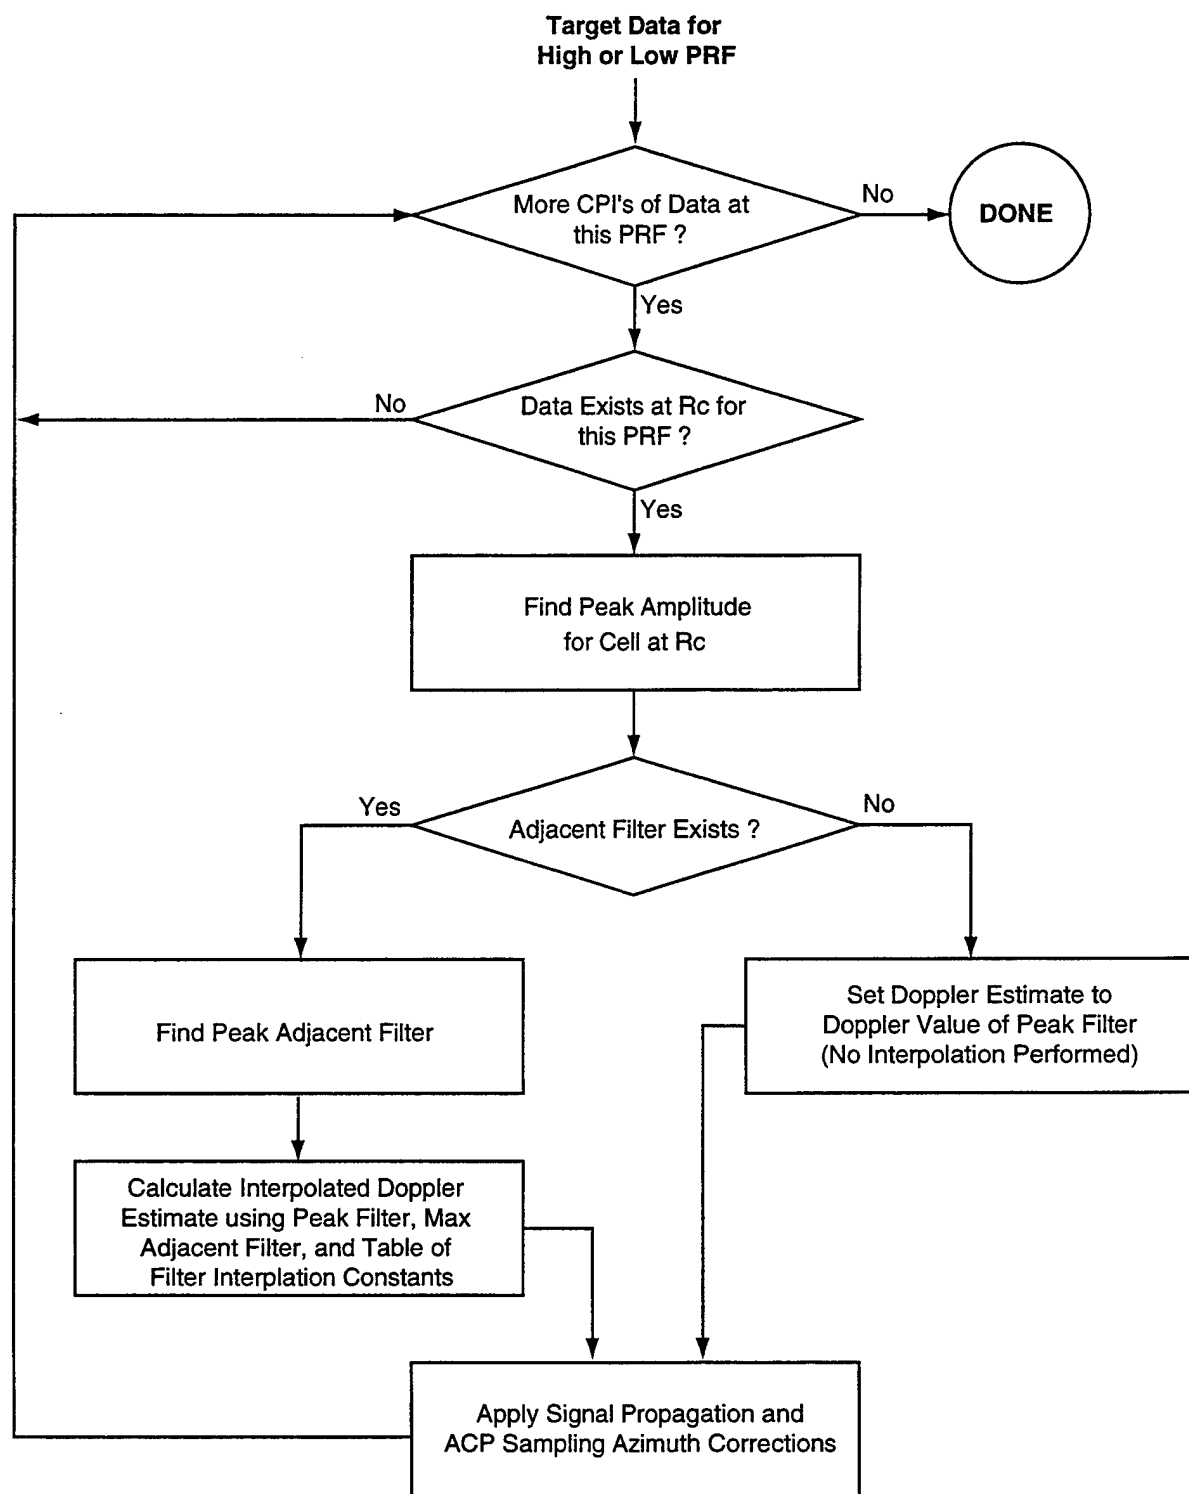 Target Data for
High or Low PRF
More CPI's of Data at
this PRF ?
No
DONE
Yes
Data Exists at Rc for
this PRF ?
No
Yes
Find Peak Amplitude
for Cell at Rc
Adjacent Filter Exists ?
Yes
No
Find Peak Adjacent Filter
Set Doppler Estimate to
Doppler Value of Peak Filter
(No Interpolation Performed)
Calculate Interpolated Doppler
Estimate using Peak Filter, Max
Adjacent Filter, and Table of
Filter Interplation Constants
Apply Signal Propagation and
ACP Sampling Azimuth Corrections